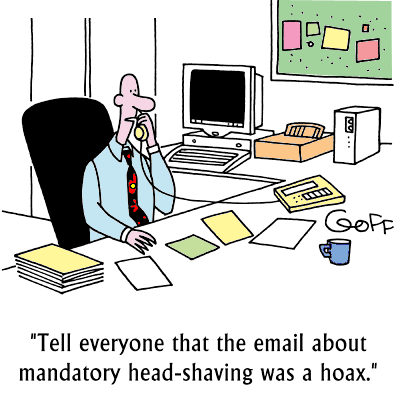 GOFF
"Tell everyone that the email about
mandatory head-shaving was a hoax."